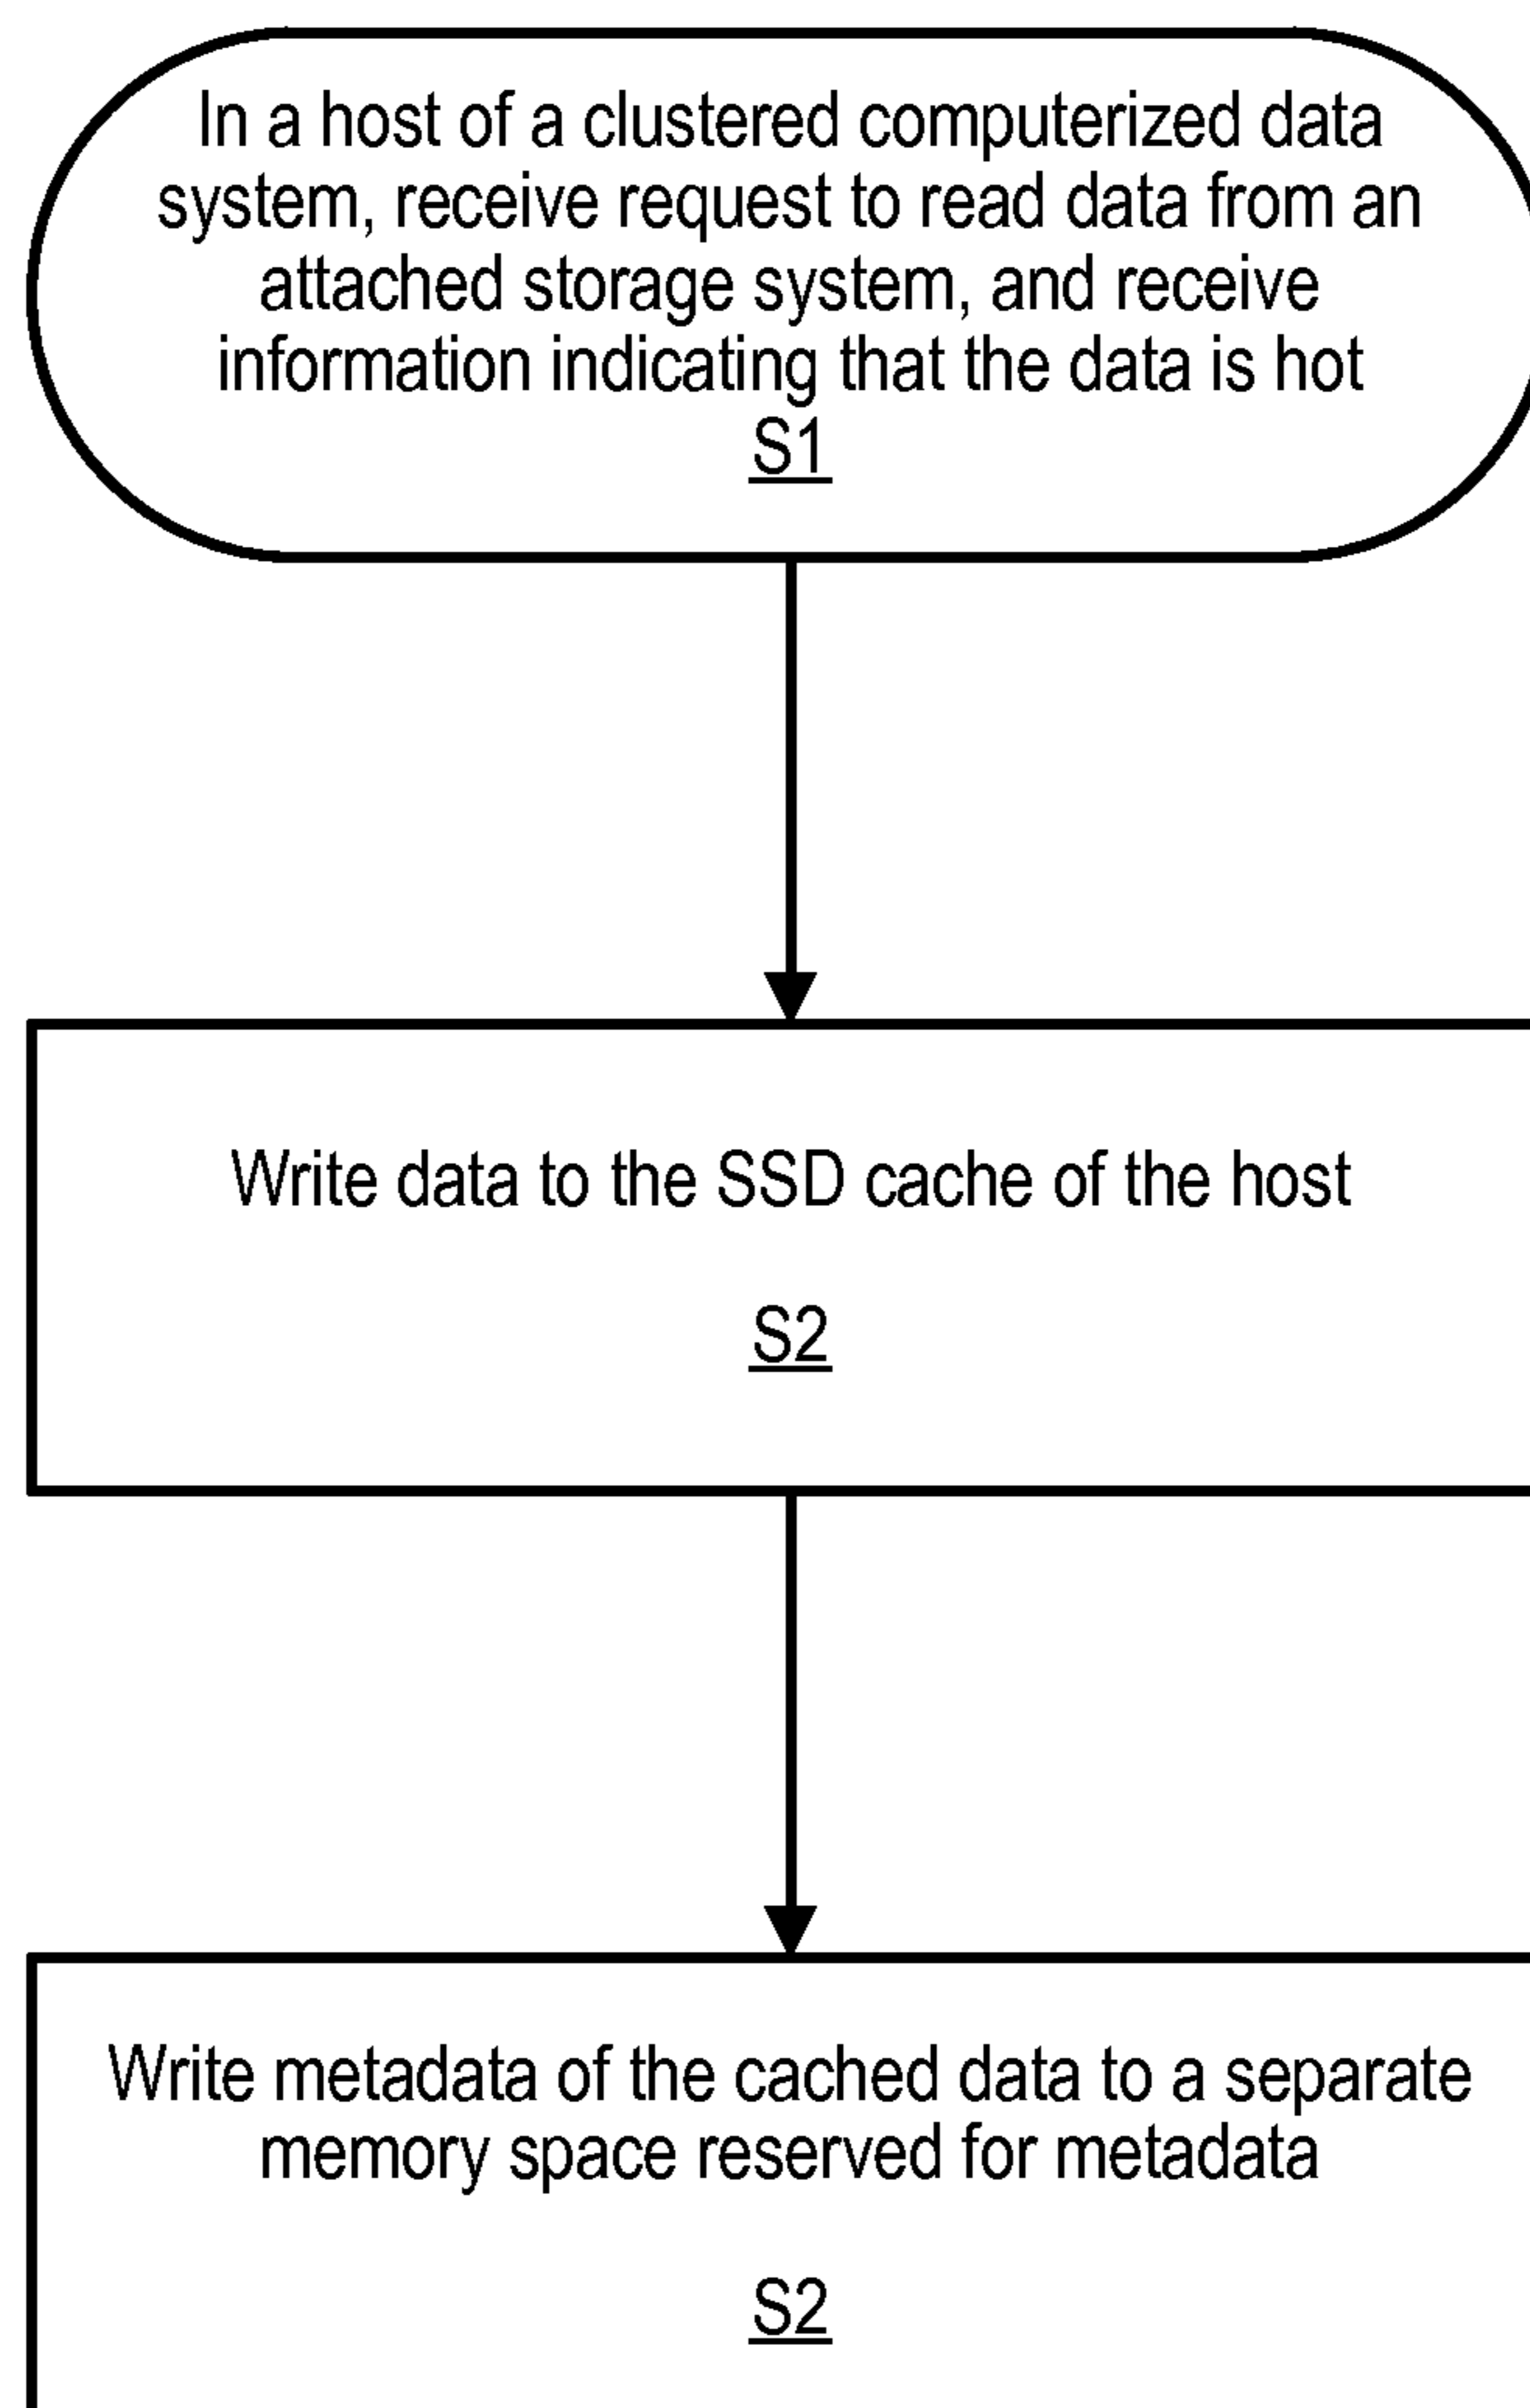 In a host of a clustered computerized data
system, receive request to read data from an
attached storage system, and receive
information indicating that the data is hot
S1
Write data to the SSD cache of the host
S2
Write metadata of the cached data to a separate
memory space reserved for metadata
S2